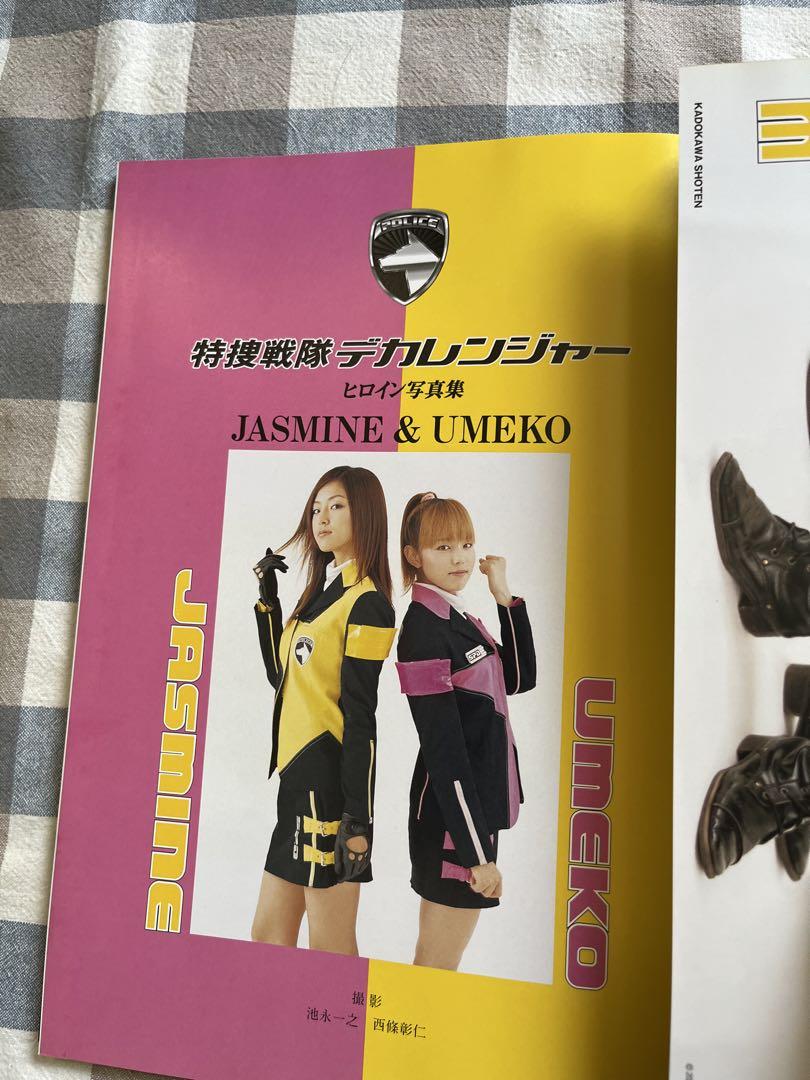 POLICE
特捜戦隊デカレンジャー
ヒロイン写真集
JASMINE & UMEKO
JASMINE
UMEKO
撮影
池永一之 西條彰仁
KADOKAWA SHOTEN